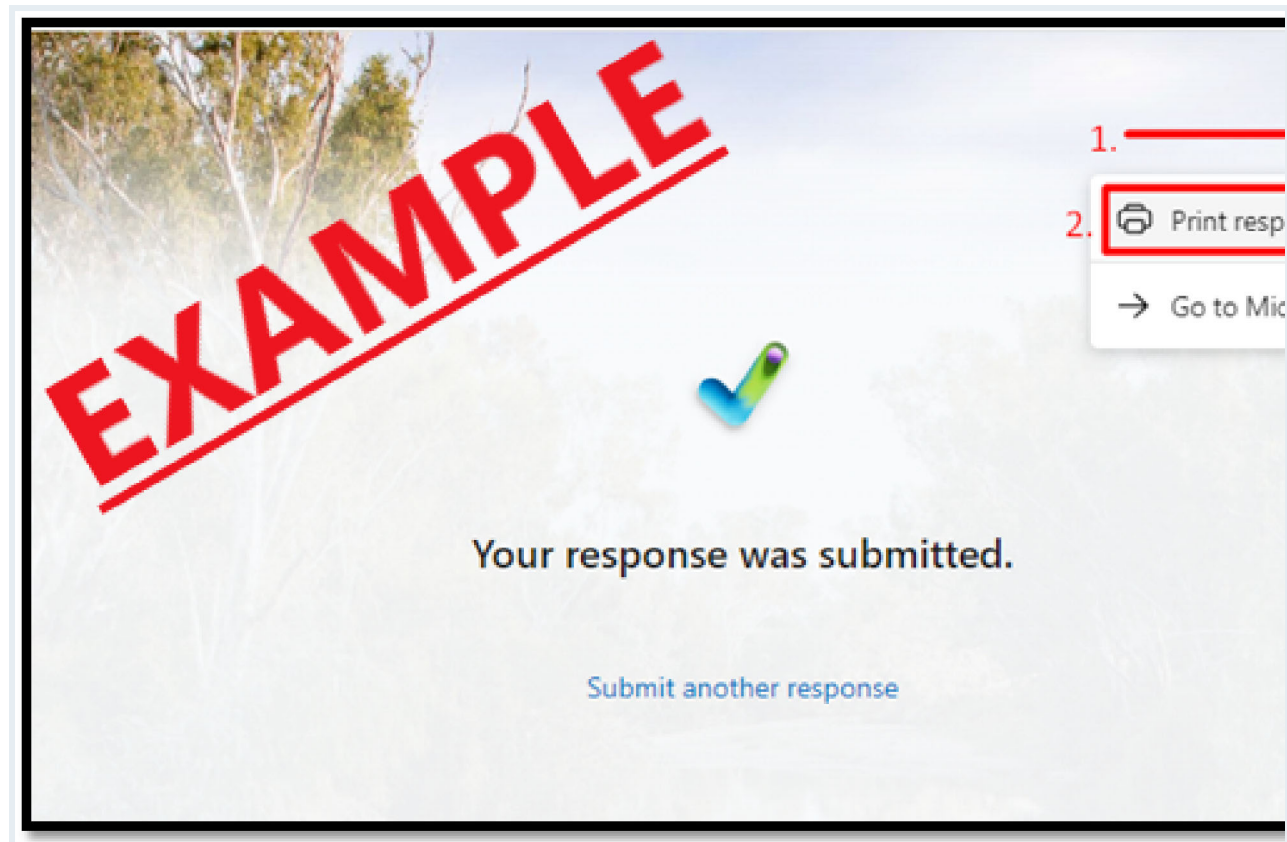 EXAMPLE
1.
2. Print resp
Go to Mic
Your response was submitted.
Submit another response